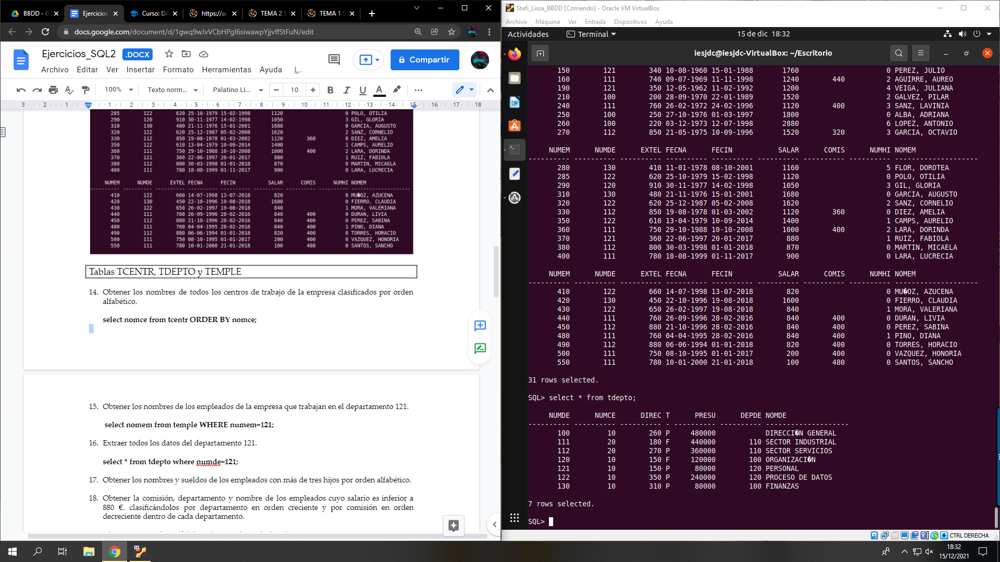 BBDD - G
Ejercicios
Curso: DA
https://au
TEMA 2 S
TEMA 1 S
docs.google.com/document/d/1gwq9wJvVCbHPgI6siwawpYjjvffStFuN/edit
Ejercicios_SQL2 .DOCX
Compartir
Archivo Editar Ver Insertar Formato Herramientas Ayuda L...
100% Texto norm... Palatino Li... 10
3 2 1 1 2 3 4 5 6 7 8 9 10 11 12 13 14 15 16 17 18
285 122 620 25-10-1979 15-02-1998 1120 0 POLO, OTILIA
290 120 910 30-11-1977 14-02-1998 1050 3 GIL, GLORIA
310 130 480 21-11-1976 15-01-2001 1680 0 GARCIA, AUGUSTO
320 122 620 25-12-1987 05-02-2008 1620 2 SANZ, CORNELIO
330 112 850 19-08-1978 01-03-2002 1120 360 0 DIEZ, AMELIA
350 122 610 13-04-1979 10-09-2014 1400 1 CAMPS, AURELIO
360 111 750 29-10-1988 10-10-2008 1000 400 2 LARA, DORINDA
370 121 360 22-06-1997 20-01-2017 880 1 RUIZ, FABIOLA
380 112 800 30-03-1998 01-01-2018 870 0 MARTIN, MICAELA
400 111 780 18-08-1999 01-11-2017 900 0 LARA, LUCRECIA
NUMEM NUMDE EXTEL FECNA FECIN SALAR COMIS NUMHI NOMEM
410 122 660 14-07-1998 13-07-2018 820 0 MU�OZ, AZUCENA
420 130 450 22-10-1996 19-08-2018 1600 0 FIERRO, CLAUDIA
430 122 650 26-02-1997 19-08-2018 840 1 MORA, VALERIANA
440 111 760 26-09-1996 28-02-2016 840 400 0 DURAN, LIVIA
450 112 880 21-10-1996 28-02-2016 840 400 0 PEREZ, SABINA
480 111 760 04-04-1995 28-02-2016 840 400 1 PINO, DIANA
490 112 880 06-06-1994 01-01-2018 820 400 0 TORRES, HORACIO
500 111 750 08-10-1995 01-01-2017 200 400 0 VAZQUEZ, HONORIA
550 111 780 10-01-2000 21-01-2018 100 480 0 SANTOS, SANCHO
Tablas TCENTR, TDEPTO y TEMPLE
14. Obtener los nombres de todos los centros de trabajo de la empresa clasificados por orden
alfabético.
select nomce from tcentr ORDER BY nomce;
15. Obtener los nombres de los empleados de la empresa que trabajan en el departamento 121.
select nomem from temple WHERE numem=121;
16. Extraer todos los datos del departamento 121.
select * from tdepto where numde=121;
17. Obtener los nombres y sueldos de los empleados con más de tres hijos por orden alfabético.
18. Obtener la comisión, departamento y nombre de los empleados cuyo salario es inferior a
880 €. clasificándolos por departamento en orden creciente y por comisión en orden
decreciente dentro de cada departamento.
Stefi_Lissa_BBDD [Corriendo] - Oracle VM VirtualBox
Archivo Máquina Ver Entrada Dispositivos Ayuda
Actividades Terminal 15 de dic 18:32
iesjdc@iesjdc-VirtualBox: ~/Escritorio
150 121 340 10-08-1960 15-01-1988 1760 0 PEREZ, JULIO
160 111 740 09-07-1969 11-11-1998 1240 440 2 AGUIRRE, AUREO
190 121 350 12-05-1962 11-02-1992 1200 4 VEIGA, JULIANA
210 100 200 28-09-1970 22-01-1989 1520 2 GALVEZ, PILAR
240 111 760 26-02-1972 24-02-1996 1120 400 3 SANZ, LAVINIA
250 100 250 27-10-1976 01-03-1997 1800 0 ALBA, ADRIANA
260 100 220 03-12-1973 12-07-1998 2880 6 LOPEZ, ANTONIO
270 112 850 21-05-1975 10-09-1996 1520 320 3 GARCIA, OCTAVIO
NUMEM NUMDE EXTEL FECNA FECIN SALAR COMIS NUMHI NOMEM
---------- ---------- ---------- ---------- ---------- ---------- ---------- ---------- --------------------
280 130 410 11-01-1978 08-10-2001 1160 5 FLOR, DOROTEA
285 122 620 25-10-1979 15-02-1998 1120 0 POLO, OTILIA
290 120 910 30-11-1977 14-02-1998 1050 3 GIL, GLORIA
310 130 480 21-11-1976 15-01-2001 1680 0 GARCIA, AUGUSTO
320 122 620 25-12-1987 05-02-2008 1620 2 SANZ, CORNELIO
330 112 850 19-08-1978 01-03-2002 1120 360 0 DIEZ, AMELIA
350 122 610 13-04-1979 10-09-2014 1400 1 CAMPS, AURELIO
360 111 750 29-10-1988 10-10-2008 1000 400 2 LARA, DORINDA
370 121 360 22-06-1997 20-01-2017 880 1 RUIZ, FABIOLA
380 112 800 30-03-1998 01-01-2018 870 0 MARTIN, MICAELA
400 111 780 18-08-1999 01-11-2017 900 0 LARA, LUCRECIA
NUMEM NUMDE EXTEL FECNA FECIN SALAR COMIS NUMHI NOMEM
---------- ---------- ---------- ---------- ---------- ---------- ---------- ---------- --------------------
410 122 660 14-07-1998 13-07-2018 820 0 MU�OZ, AZUCENA
420 130 450 22-10-1996 19-08-2018 1600 0 FIERRO, CLAUDIA
430 122 650 26-02-1997 19-08-2018 840 1 MORA, VALERIANA
440 111 760 26-09-1996 28-02-2016 840 400 0 DURAN, LIVIA
450 112 880 21-10-1996 28-02-2016 840 400 0 PEREZ, SABINA
480 111 760 04-04-1995 28-02-2016 840 400 1 PINO, DIANA
490 112 880 06-06-1994 01-01-2018 820 400 0 TORRES, HORACIO
500 111 750 08-10-1995 01-01-2017 200 400 0 VAZQUEZ, HONORIA
550 111 780 10-01-2000 21-01-2018 100 480 0 SANTOS, SANCHO
31 rows selected.
SQL> select * from tdepto;
NUMDE NUMCE DIREC T PRESU DEPDE NOMDE
---------- ---------- ---------- - ---------- ---------- --------------------
100 10 260 P 480000 DIRECCI�N GENERAL
111 20 180 F 440000 110 SECTOR INDUSTRIAL
112 20 270 P 360000 110 SECTOR SERVICIOS
120 10 150 F 120000 100 ORGANIZACI�N
121 10 150 P 80000 120 PERSONAL
122 10 350 P 240000 120 PROCESO DE DATOS
130 10 310 P 80000 100 FINANZAS
7 rows selected.
SQL>
CTRL DERECHA
18:32
15/12/2021